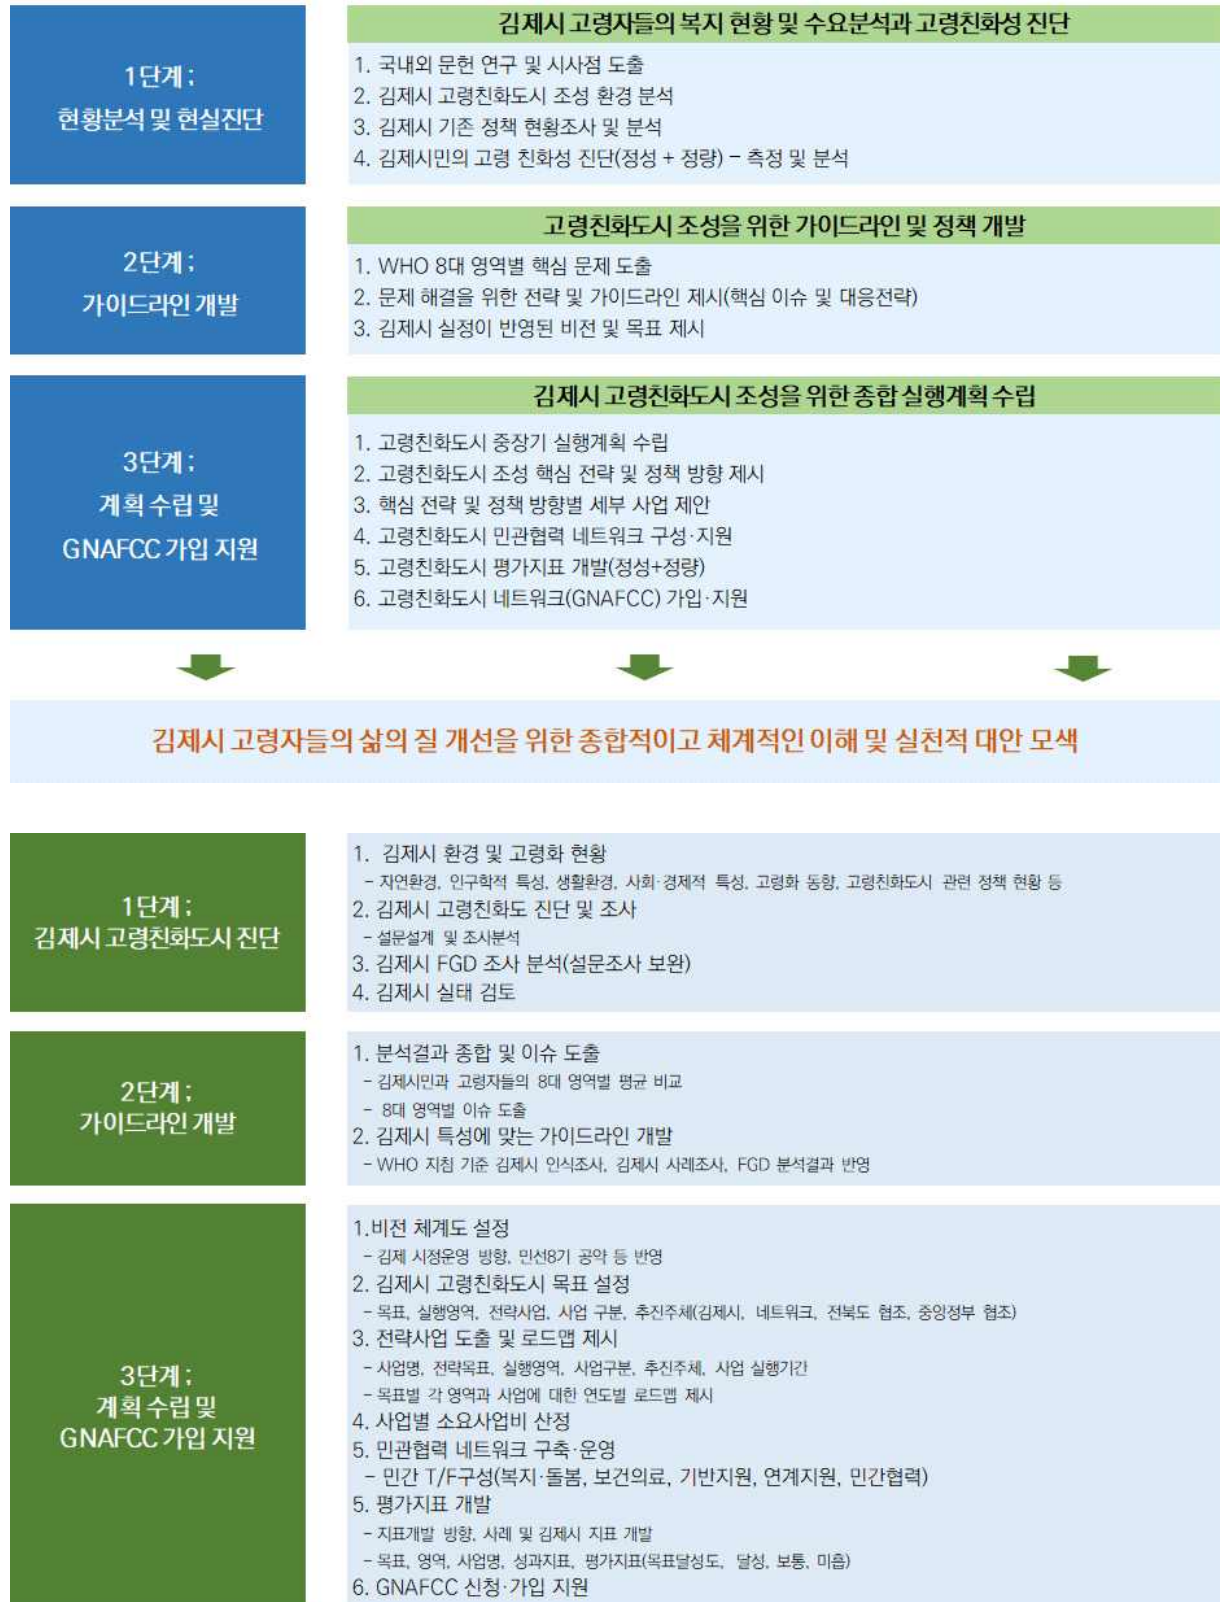 김제시 고령자들의 복지 현황 및 수요분석과 고령친화성 진단
1단계 ;
현황분석 및 현실진단
1. 국내외 문헌 연구 및 시사점 도출
2. 김제시 고령친화도시 조성 환경 분석
3. 김제시 기존 정책 현황조사 및 분석
4. 김제시민의 고령 친화성 진단(정성 + 정량) – 측정 및 분석
고령친화도시 조성을 위한 가이드라인 및 정책 개발
2단계 ;
가이드라인 개발
1. WHO 8대 영역별 핵심 문제 도출
2. 문제 해결을 위한 전략 및 가이드라인 제시(핵심 이슈 및 대응전략)
3. 김제시 실정이 반영된 비전 및 목표 제시
김제시 고령친화도시 조성을 위한 종합 실행계획 수립
3단계 ;
계획 수립 및
GNAFCC 가입 지원
1. 고령친화도시 중장기 실행계획 수립
2. 고령친화도시 조성 핵심 전략 및 정책 방향 제시
3. 핵심 전략 및 정책 방향별 세부 사업 제안
4. 고령친화도시 민관협력 네트워크 구성·지원
5. 고령친화도시 평가지표 개발(정성+정량)
6. 고령친화도시 네트워크(GNAFCC) 가입·지원
김제시 고령자들의 삶의 질 개선을 위한 종합적이고 체계적인 이해 및 실천적 대안 모색
1단계 ;
김제시 고령친화도시 진단
1. 김제시 환경 및 고령화 현황
– 자연환경, 인구학적 특성, 생활환경, 사회·경제적 특성, 고령화 동향, 고령친화도시 관련 정책 현황 등
2. 김제시 고령친화도 진단 및 조사
– 설문설계 및 조사분석
3. 김제시 FGD 조사 분석(설문조사 보완)
4. 김제시 실태 검토
2단계 ;
가이드라인 개발
1. 분석결과 종합 및 이슈 도출
– 김제시민과 고령자들의 8대 영역별 평균 비교
– 8대 영역별 이슈 도출
2. 김제시 특성에 맞는 가이드라인 개발
– WHO 지침 기준 김제시 인식조사, 김제시 사례조사, FGD 분석결과 반영
3단계 ;
계획 수립 및
GNAFCC 가입 지원
1.비전 체계도 설정
– 김제 시정운영 방향, 민선8기 공약 등 반영
2. 김제시 고령친화도시 목표 설정
– 목표, 실행영역, 전략사업, 사업 구분, 추진주체(김제시, 네트워크, 전북도 협조, 중앙정부 협조)
3. 전략사업 도출 및 로드맵 제시
– 사업명, 전략목표, 실행영역, 사업구분, 추진주체, 사업 실행기간
– 목표별 각 영역과 사업에 대한 연도별 로드맵 제시
4. 사업별 소요사업비 산정
5. 민관협력 네트워크 구축·운영
– 민간 T/F구성(복지·돌봄, 보건의료, 기반지원, 연계지원, 민간협력)
5. 평가지표 개발
– 지표개발 방향, 사례 및 김제시 지표 개발
– 목표, 영역, 사업명, 성과지표, 평가지표(목표달성도, 달성, 보통, 미흡)
6. GNAFCC 신청·가입 지원